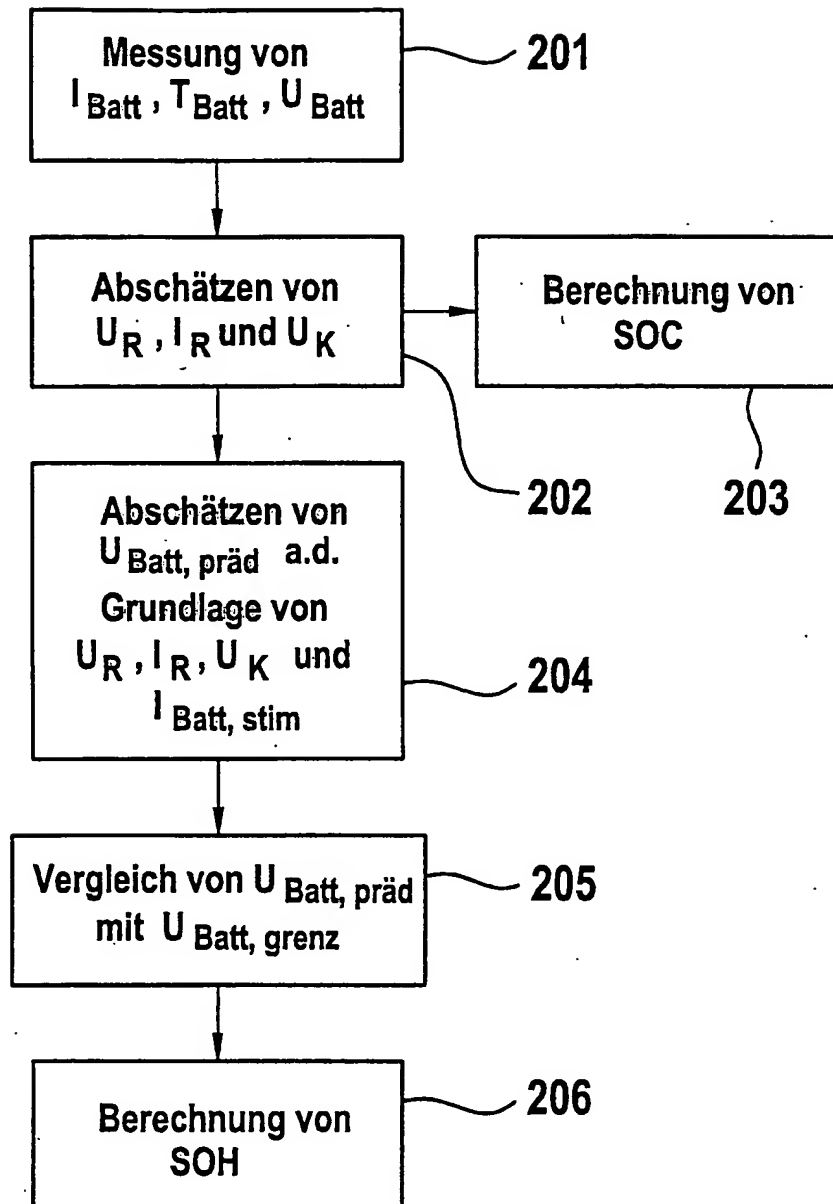 Messung von
I Batt , T Batt , U Batt
201
Abschätzen von
U R , I R und U K
202
Berechnung von
SOC
203
Abschätzen von
U Batt, präd a.d.
Grundlage von
U R , I R , U K und
I Batt, stim
204
Vergleich von U Batt, präd
mit U Batt, grenz
205
Berechnung von
SOH
206